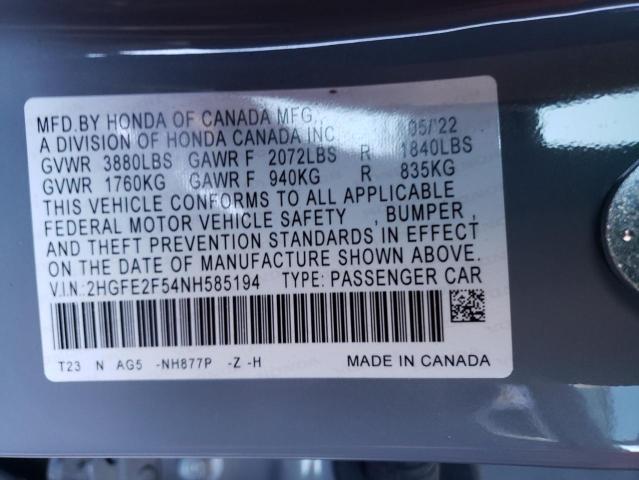 MFD.BY HONDA OF CANADA MFG. 05/'22
A DIVISION OF HONDA CANADA INC
GVWR 3880LBS GAWR F 2072LBS R 1840LBS
GVWR 1760KG GAWR F 940KG R 835KG
THIS VEHICLE CONFORMS TO ALL APPLICABLE
FEDERAL MOTOR VEHICLE SAFETY , BUMPER ,
AND THEFT PREVENTION STANDARDS IN EFFECT
ON THE DATE OF MANUFACTURE SHOWN ABOVE.
V.I.N.:2HGFE2F54NH585194 TYPE: PASSENGER CAR
T23 N AG5 -NH877P -Z -H MADE IN CANADA